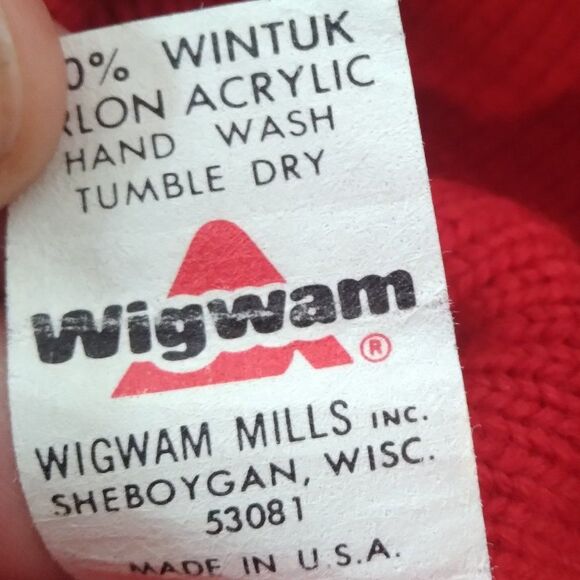 0% WINTUK
RLON ACRYLIC
HAND WASH
TUMBLE DRY
Wigwam ®
WIGWAM MILLS INC.
SHEBOYGAN, WISC.
53081
MADE IN U.S.A.